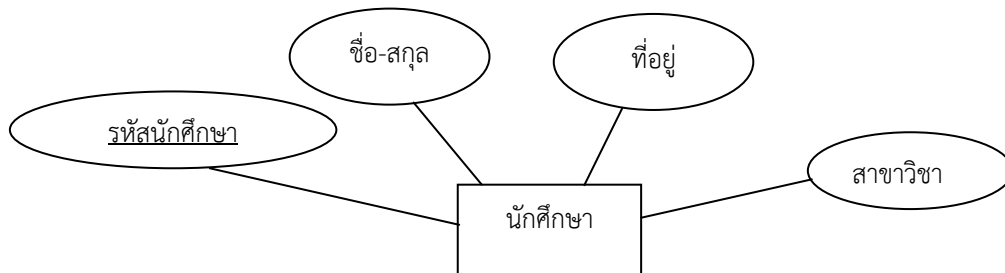 ชื่อ-สกุล
ที่อยู่
รหัสนักศึกษา
สาขาวิชา
นักศึกษา